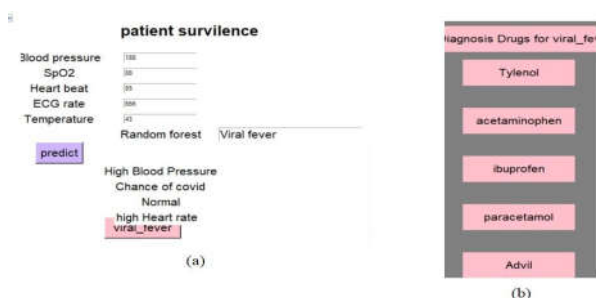 patient survilence
Blood pressure
SpO2
Heart beat
ECG rate
Temperature
Random forest Viral fever
predict
High Blood Pressure
Chance of covid
Normal
high Heart rate
viral_fever
(a)
Diagnosis Drugs for viral_fev
Tylenol
acetaminophen
ibuprofen
paracetamol
Advil
(b)